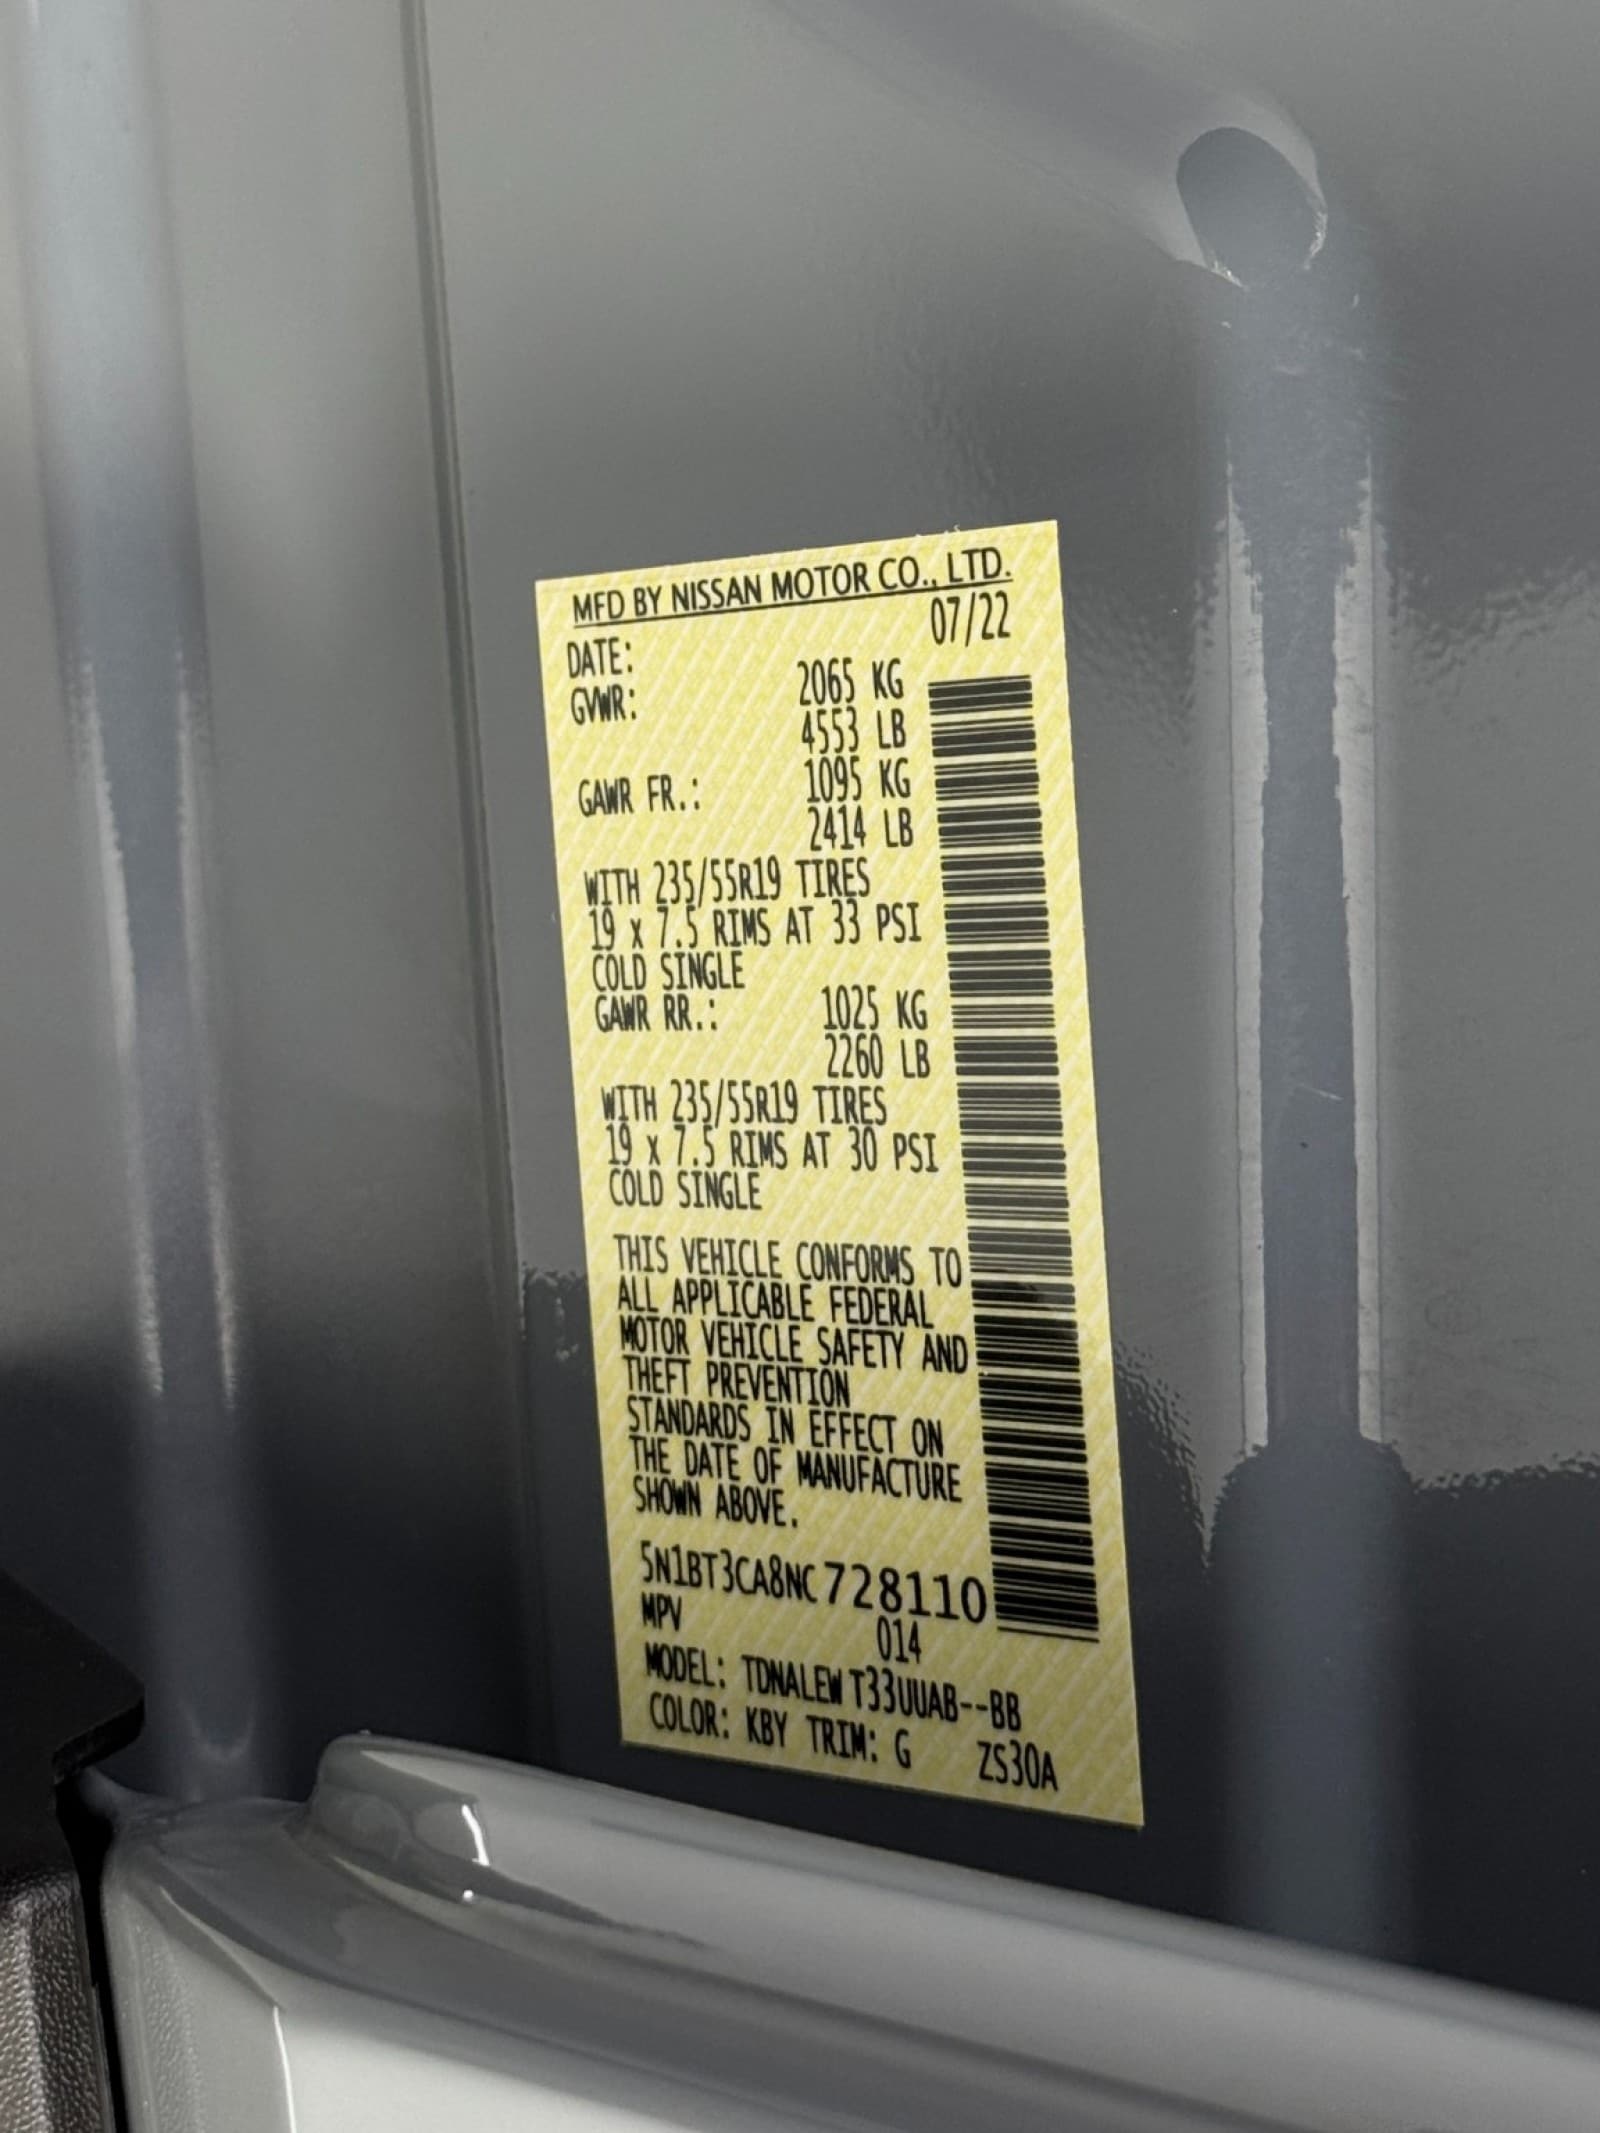 MFD BY NISSAN MOTOR CO., LTD.
DATE: 07/22
GVWR: 2065 KG
4553 LB
GAWR FR.: 1095 KG
2414 LB
WITH 235/55R19 TIRES
19 x 7.5 RIMS AT 33 PSI
COLD SINGLE
GAWR RR.: 1025 KG
2260 LB
WITH 235/55R19 TIRES
19 x 7.5 RIMS AT 30 PSI
COLD SINGLE
THIS VEHICLE CONFORMS TO
ALL APPLICABLE FEDERAL
MOTOR VEHICLE SAFETY AND
THEFT PREVENTION
STANDARDS IN EFFECT ON
THE DATE OF MANUFACTURE
SHOWN ABOVE.
5N1BT3CA8NC728110
MPV 014
MODEL: TDNALEW T33UUAB--BB
COLOR: KBY TRIM: G ZS30A